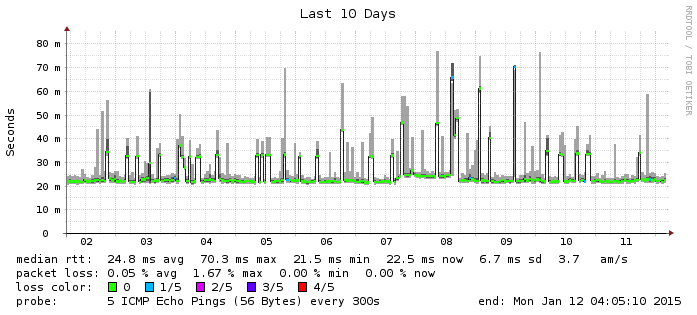 Last 10 Days
RRDTOOL / TOBI OETIKER
Seconds
80 m
70 m
60 m
50 m
40 m
30 m
20 m
10 m
0
02 03 04 05 06 07 08 09 10 11
median rtt: 24.8 ms avg 70.3 ms max 21.5 ms min 22.5 ms now 6.7 ms sd 3.7 am/s
packet loss: 0.05 % avg 1.67 % max 0.00 % min 0.00 % now
loss color: 0 1/5 2/5 3/5 4/5
probe: 5 ICMP Echo Pings (56 Bytes) every 300s end: Mon Jan 12 04:05:10 2015